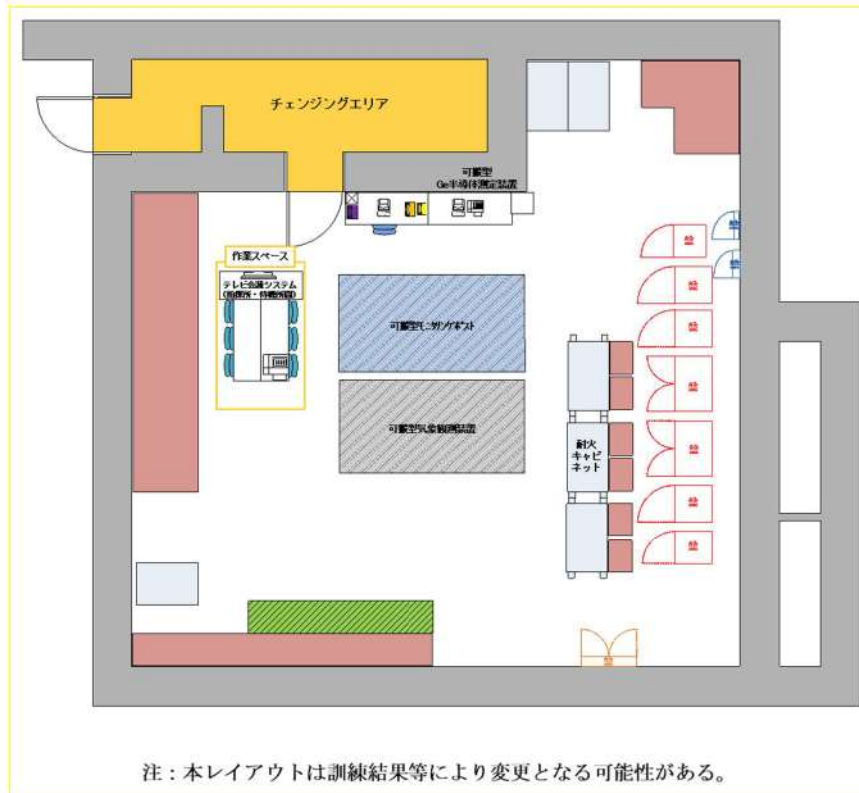 チェンジングエリア
可搬型
Ge半導体測定装置
作業スペース
テレビ会議システム
可搬型モニタリングポスト
可搬型気象観測装置
耐火
キャビ
ネット
注：本レイアウトは訓練結果等により変更となる可能性がある。